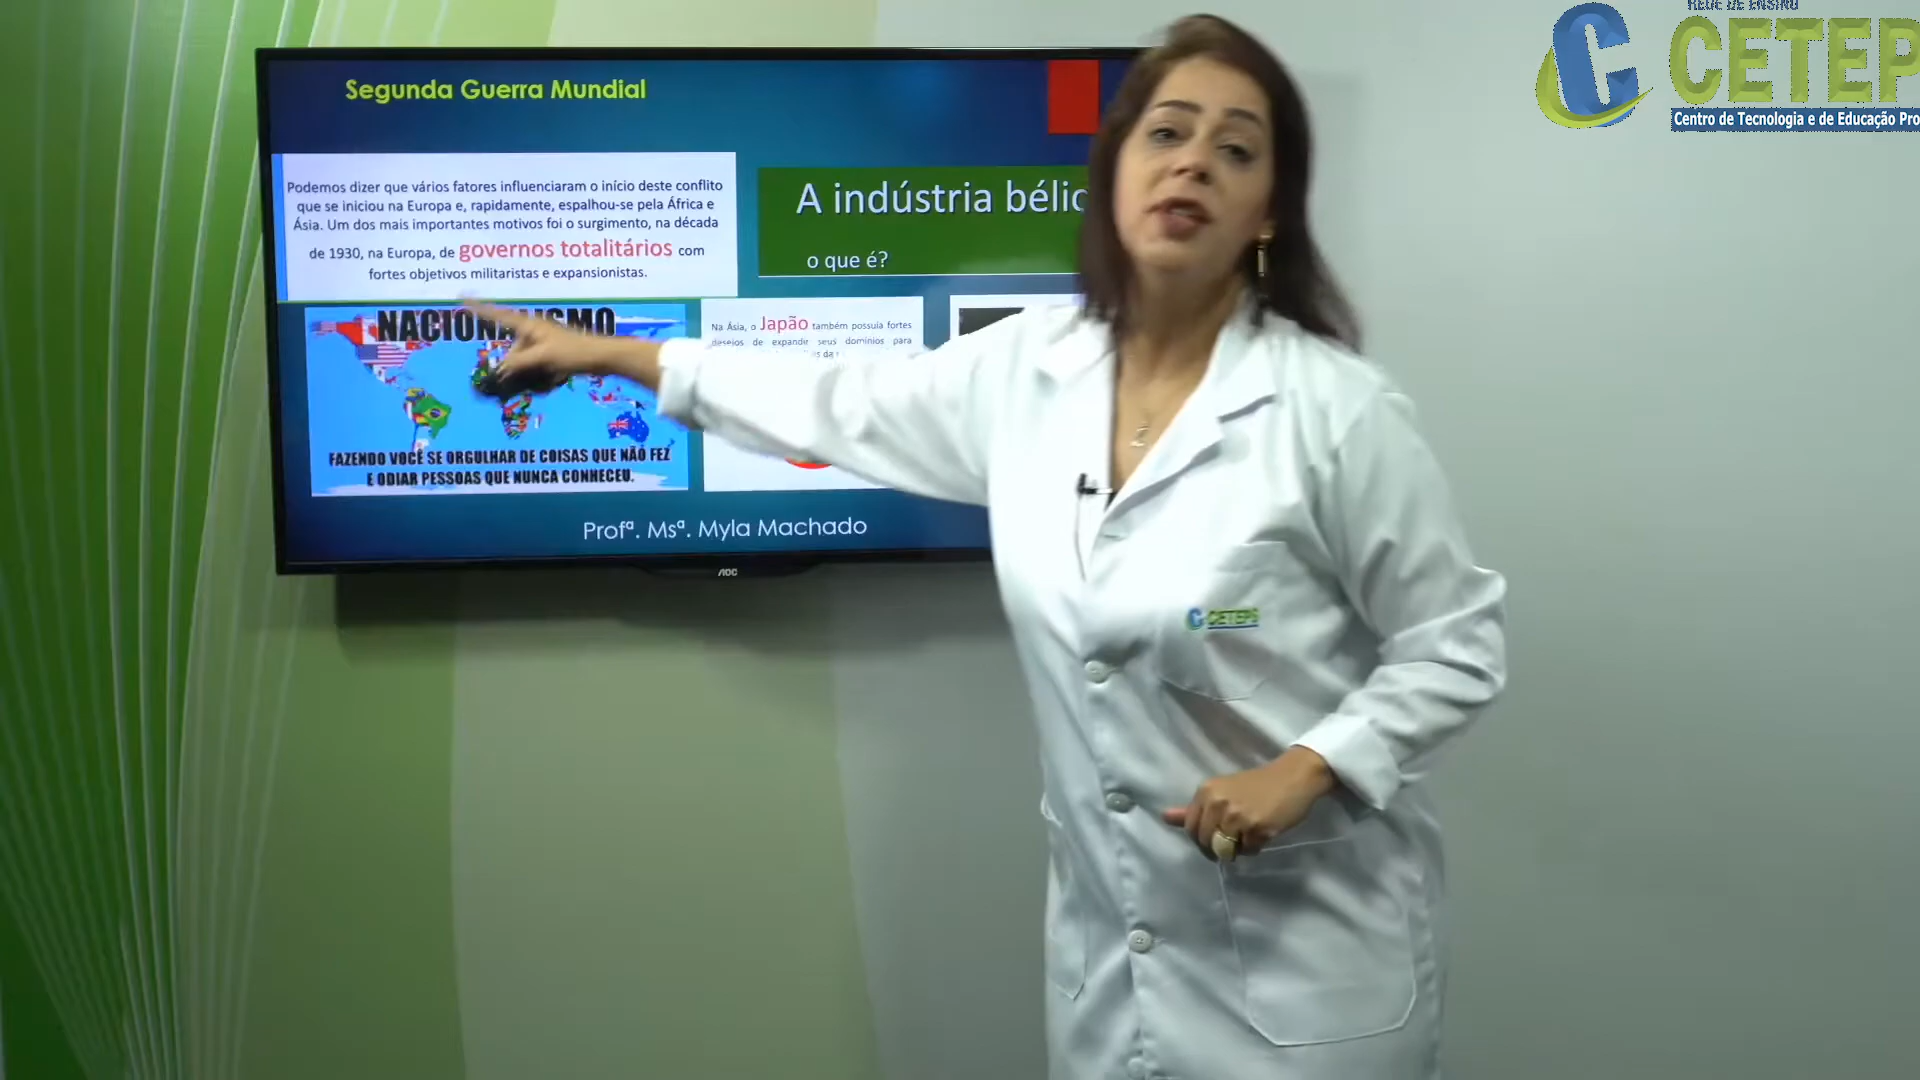 REDE DE ENSINO
CETEP
Centro de Tecnologia e de Educação Pro
Segunda Guerra Mundial
Podemos dizer que vários fatores influenciaram o início deste conflito
que se iniciou na Europa e, rapidamente, espalhou-se pela África e
Ásia. Um dos mais importantes motivos foi o surgimento, na década
de 1930, na Europa, de governos totalitários com
fortes objetivos militaristas e expansionistas.
A indústria bélic
o que é?
NACIONALISMO
FAZENDO VOCÊ SE ORGULHAR DE COISAS QUE NÃO FEZ
E ODIAR PESSOAS QUE NUNCA CONHECEU.
Na Ásia, o Japão também possuía fortes
desejos de expandir seus domínios para
Profª. Msª. Myla Machado
AOC
CETEPS